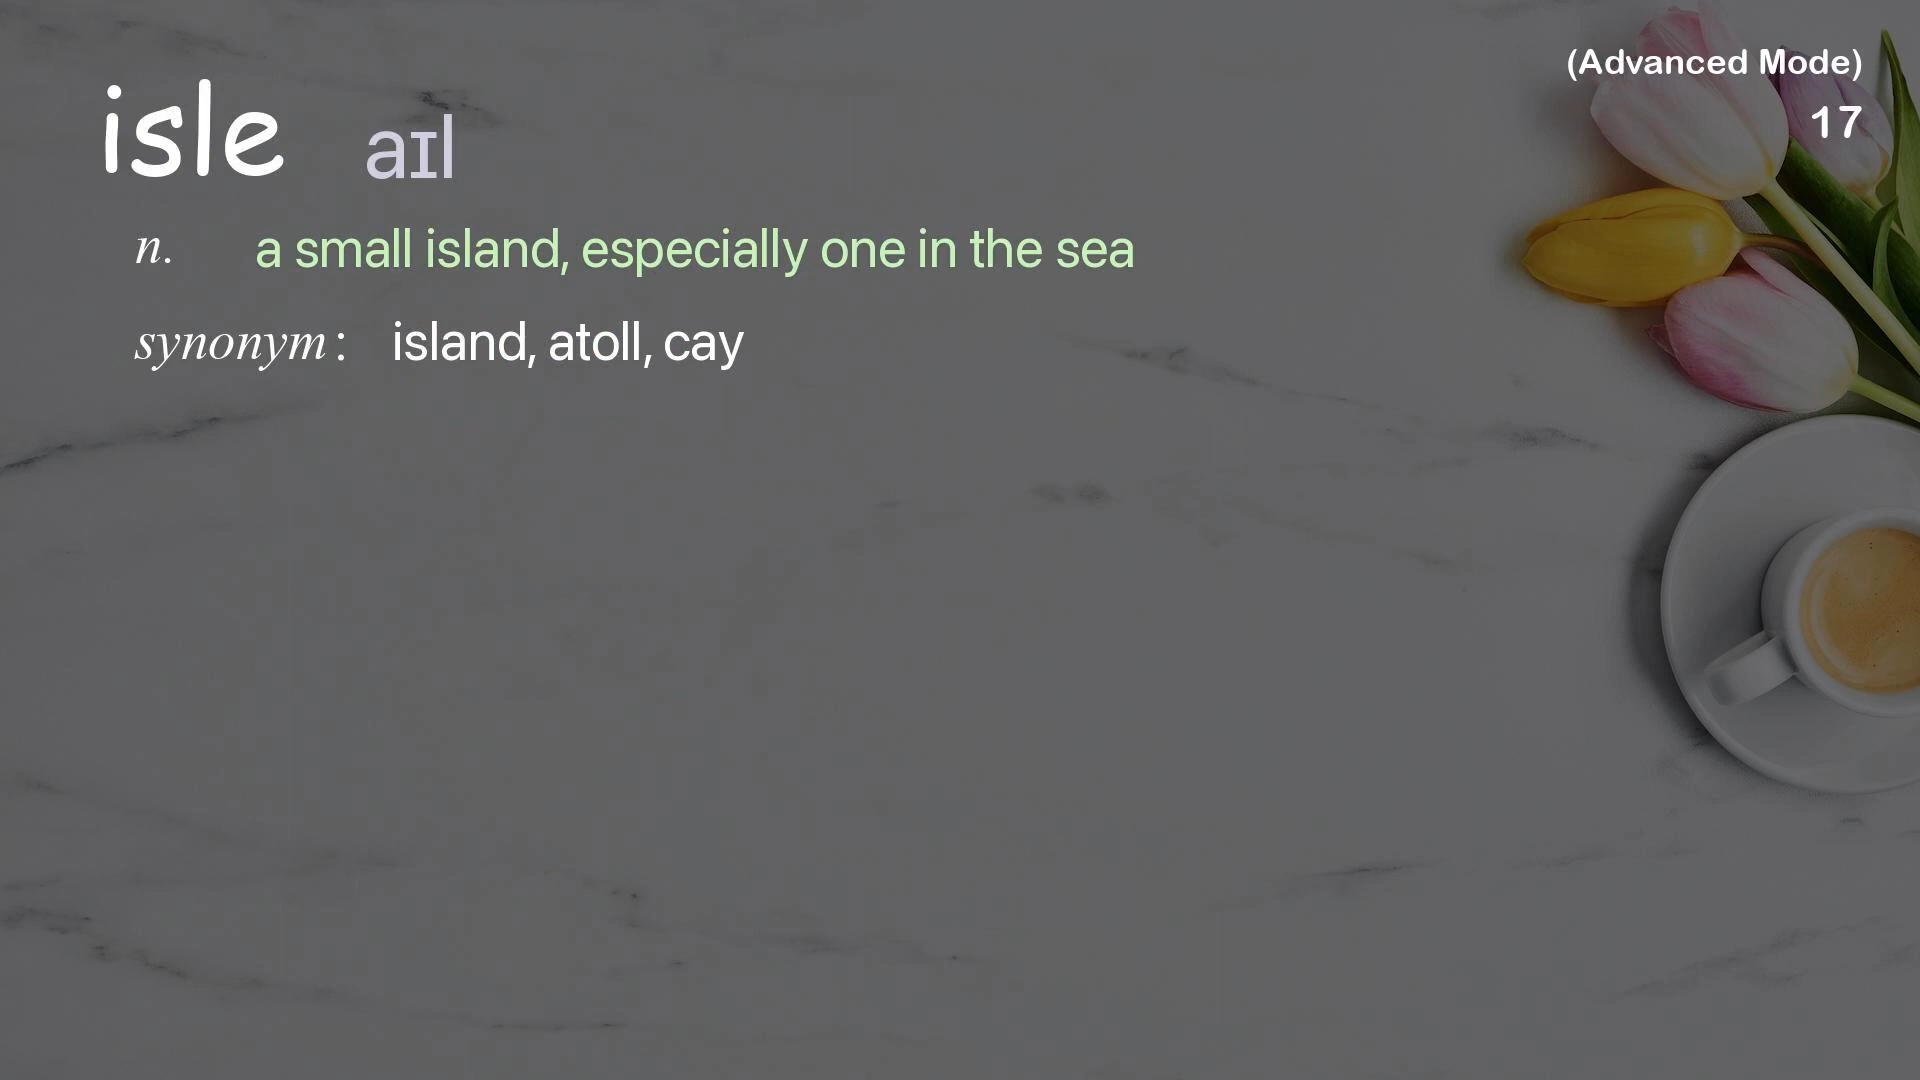 (Advanced Mode)
17
isle aɪl
n. a small island, especially one in the sea
synonym: island, atoll, cay